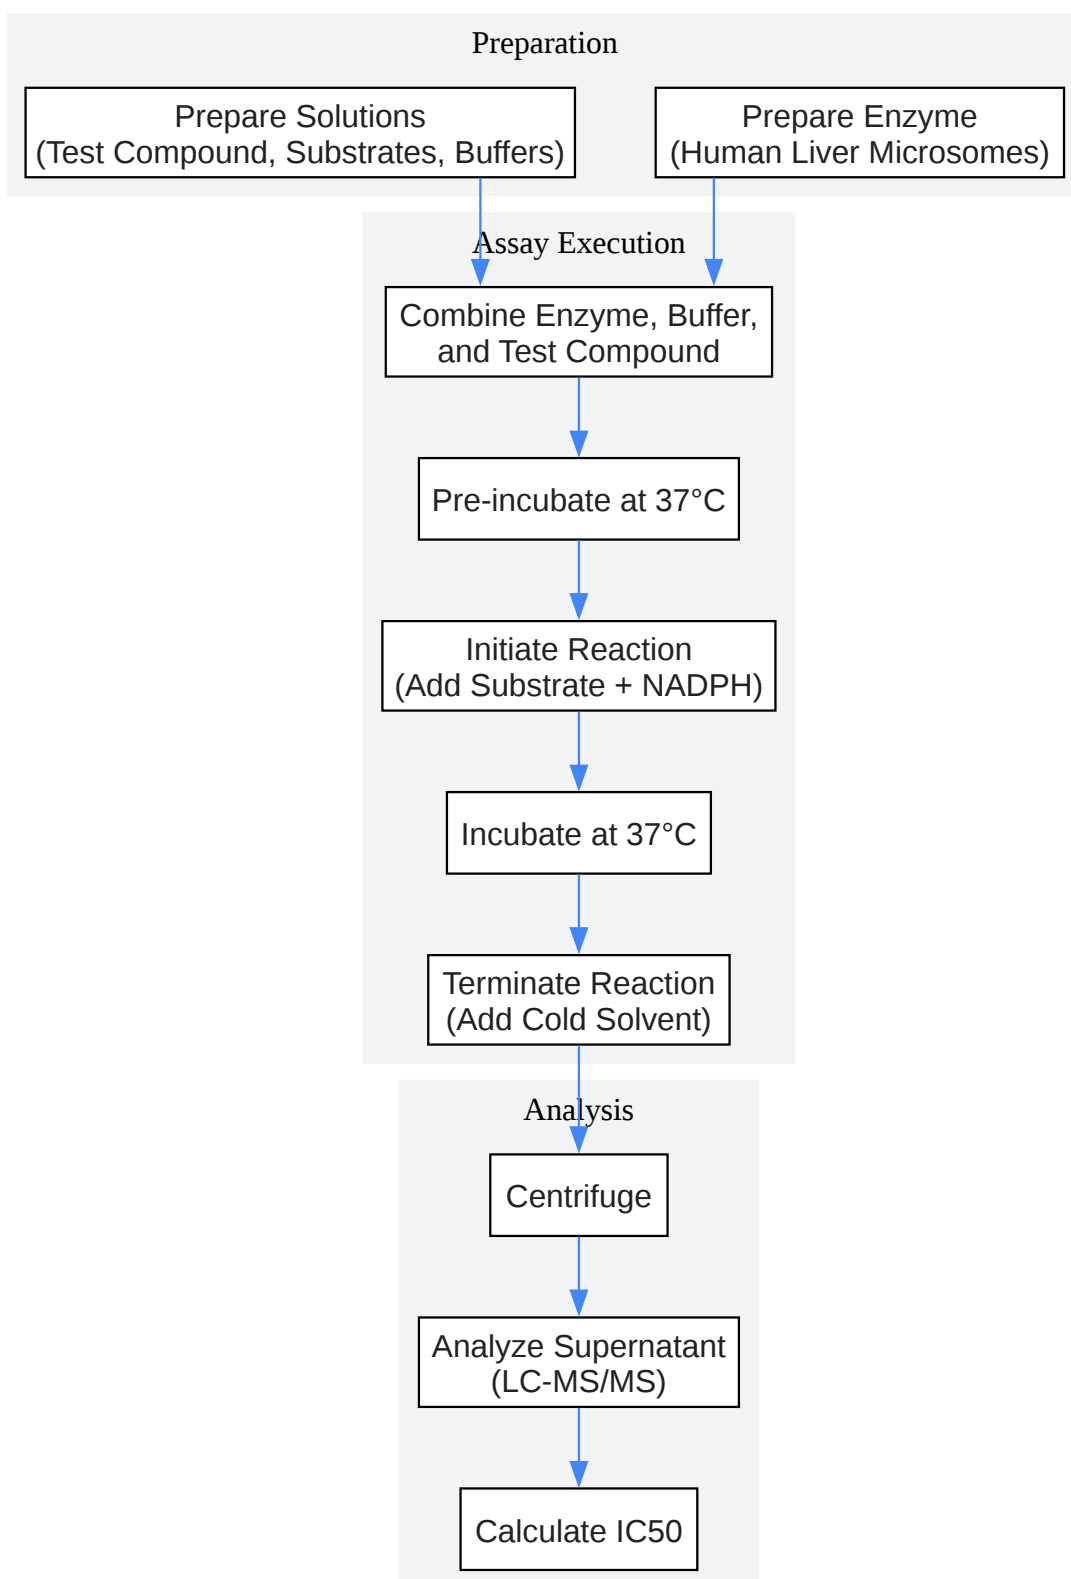 Preparation
Prepare Solutions
(Test Compound, Substrates, Buffers)
Prepare Enzyme
(Human Liver Microsomes)
Assay Execution
Combine Enzyme, Buffer,
and Test Compound
Pre-incubate at 37°C
Initiate Reaction
(Add Substrate + NADPH)
Incubate at 37°C
Terminate Reaction
(Add Cold Solvent)
Analysis
Centrifuge
Analyze Supernatant
(LC-MS/MS)
Calculate IC50